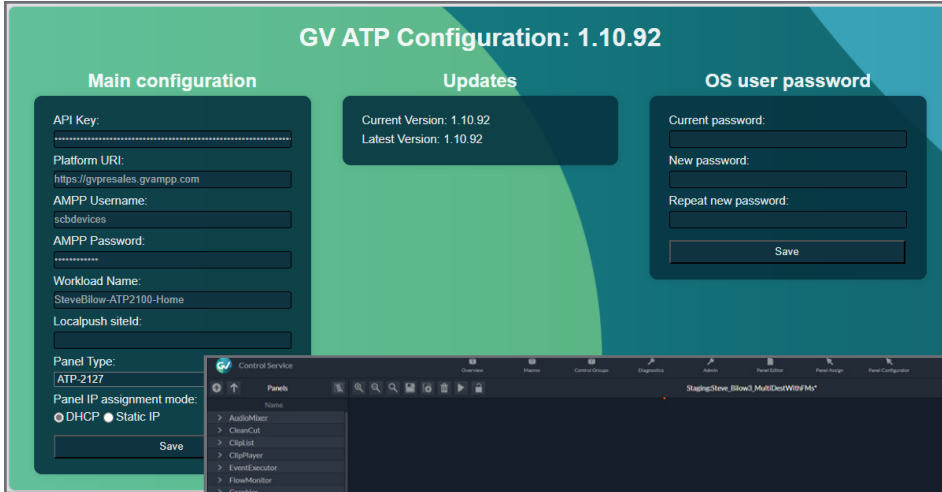 GV ATP Configuration: 1.10.92
Main configuration
API Key:
Platform URI:
https://gvpresales.gvampp.com
AMPP Username:
scbdevices
AMPP Password:
Workload Name:
SteveBilow-ATP2100-Home
Localpush siteId:
Panel Type:
ATP-2127
Panel IP assignment mode:
DHCP Static IP
Save
Updates
Current Version: 1.10.92
Latest Version: 1.10.92
OS user password
Current password:
New password:
Repeat new password:
Save
GV Control Service
Overview Macros Control Groups Diagnostics Admin Panel Editor Panel Assign Panel Configurator
Panels
Staging:Steve_Bilow3_MultiDestWithFMs*
Name
AudioMixer
CleanCut
ClipList
ClipPlayer
EventExecutor
FlowMonitor